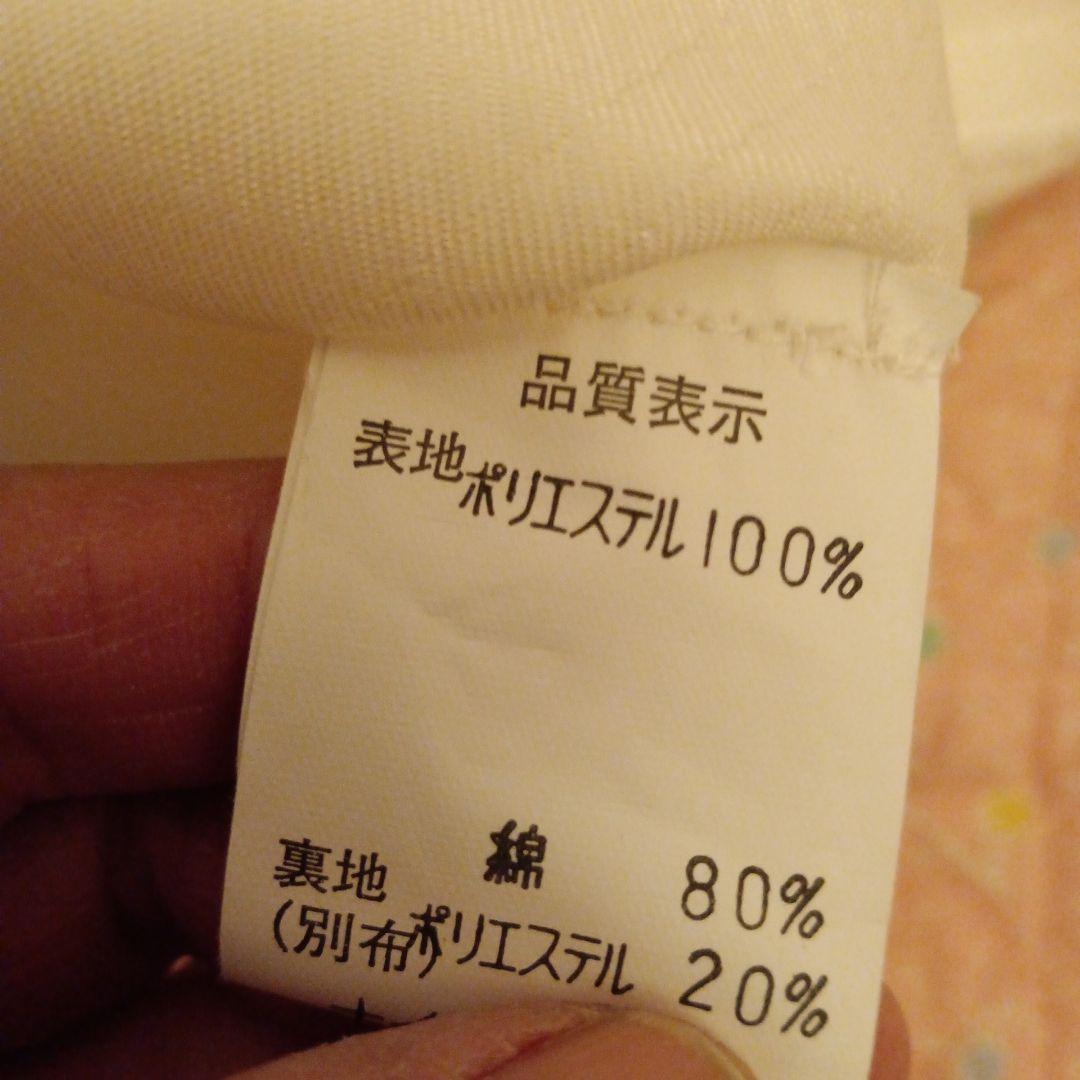 品質表示
表地ポリエステル100%
裏地 綿 80%
(別布)ポリエステル 20%